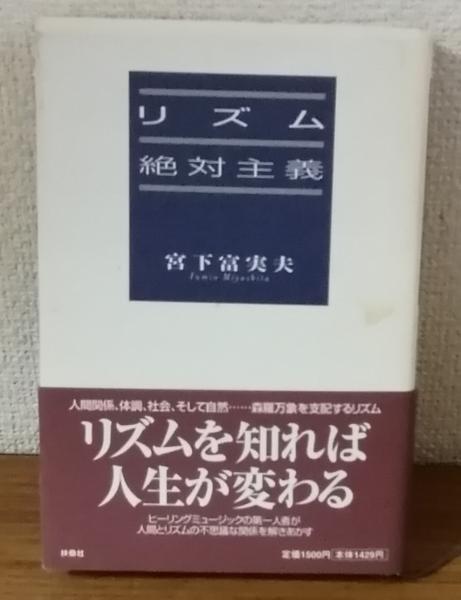 リズム
絶対主義
宮下富実夫
Fumio Miyashita
人間関係、体調、社会、そして自然……森羅万象を支配するリズム
リズムを知れば
人生が変わる
ヒーリングミュージックの第一人者が
人間とリズムの不思議な関係を解きあかす
扶桑社
定価1500円 本体1429円